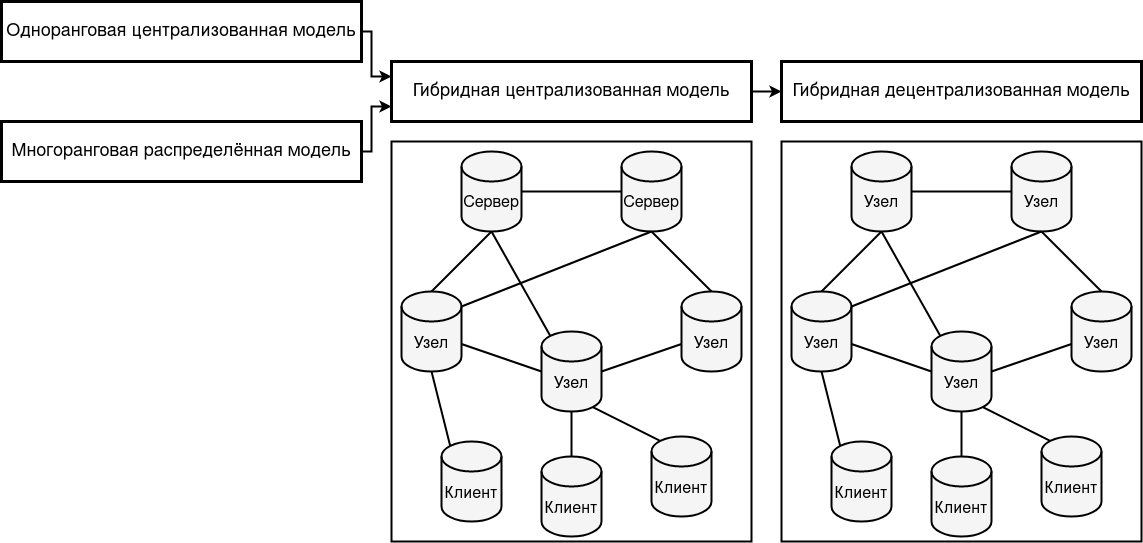 Одноранговая централизованная модель
Многоранговая распределённая модель
Гибридная централизованная модель
Гибридная децентрализованная модель
Сервер
Сервер
Узел
Узел
Узел
Клиент
Клиент
Клиент
Узел
Узел
Узел
Узел
Узел
Клиент
Клиент
Клиент